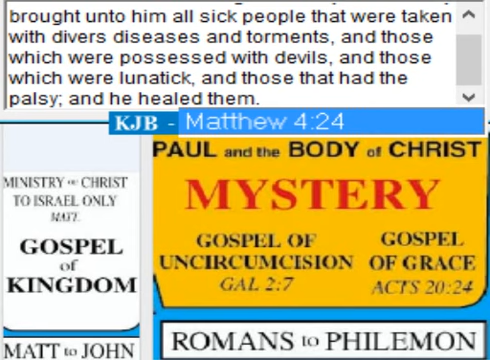 brought unto him all sick people that were taken
with divers diseases and torments, and those
which were possessed with devils, and those
which were lunatick, and those that had the
palsy; and he healed them.
KJB - Matthew 4:24
MINISTRY OF CHRIST
TO ISRAEL ONLY
MATT.
GOSPEL
of
KINGDOM
MATT to JOHN
PAUL and the BODY of CHRIST
MYSTERY
GOSPEL OF
UNCIRCUMCISION
GAL 2:7
GOSPEL
OF GRACE
ACTS 20:24
ROMANS to PHILEMON